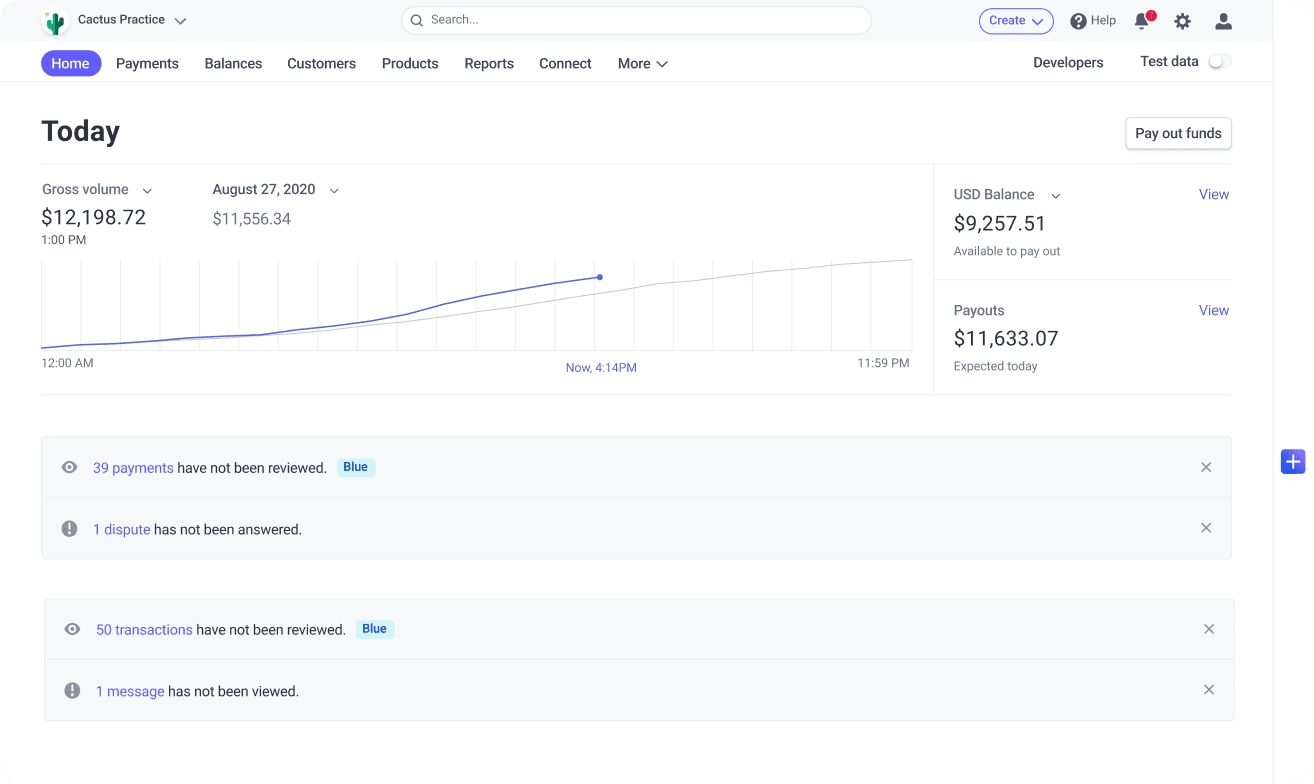 Cactus Practice
Search...
Create
Help
Home Payments Balances Customers Products Reports Connect More
Developers Test data
Today
Pay out funds
Gross volume
$12,198.72
1:00 PM
August 27, 2020
$11,556.34
12:00 AM
Now, 4:14PM
11:59 PM
USD Balance View
$9,257.51
Available to pay out
Payouts View
$11,633.07
Expected today
39 payments have not been reviewed. Blue
1 dispute has not been answered.
50 transactions have not been reviewed. Blue
1 message has not been viewed.